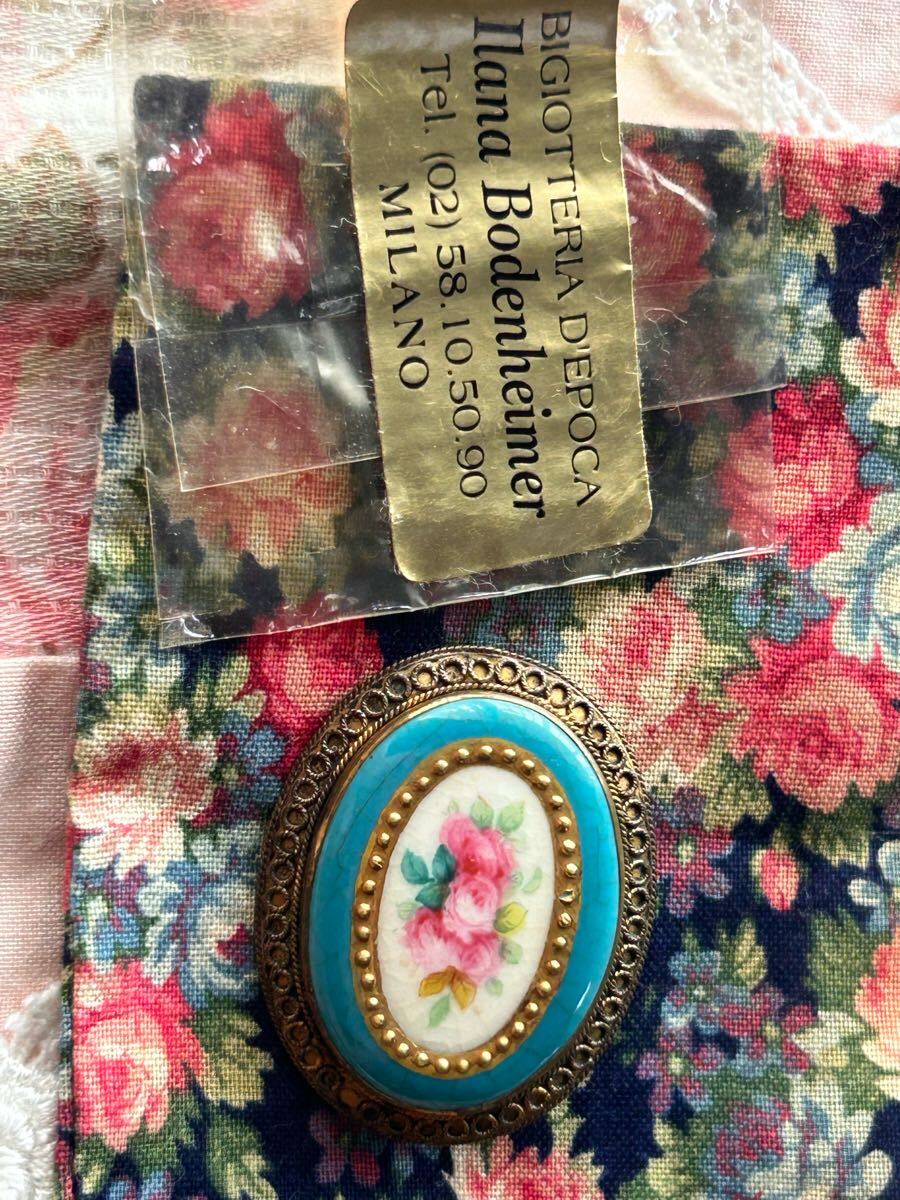 BIGIOTTERIA D'EPOCA
Ilana Bodenheimer
Tel. (02) 58.10.50.90
MILANO